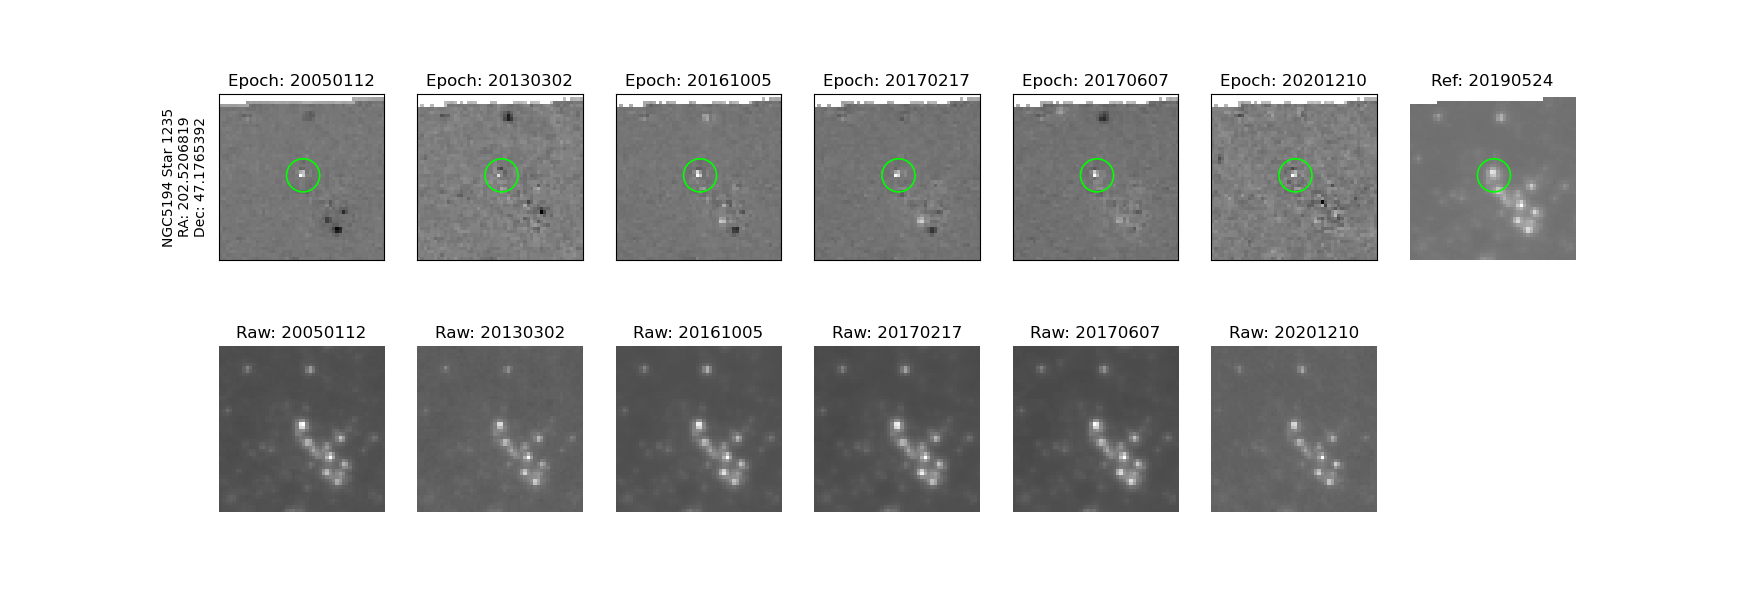 Epoch: 20050112
Epoch: 20130302
Epoch: 20161005
Epoch: 20170217
Epoch: 20170607
Epoch: 20201210
Ref: 20190524
NGC5194 Star 1235
RA: 202.5206819
Dec: 47.1765392
Raw: 20050112
Raw: 20130302
Raw: 20161005
Raw: 20170217
Raw: 20170607
Raw: 20201210